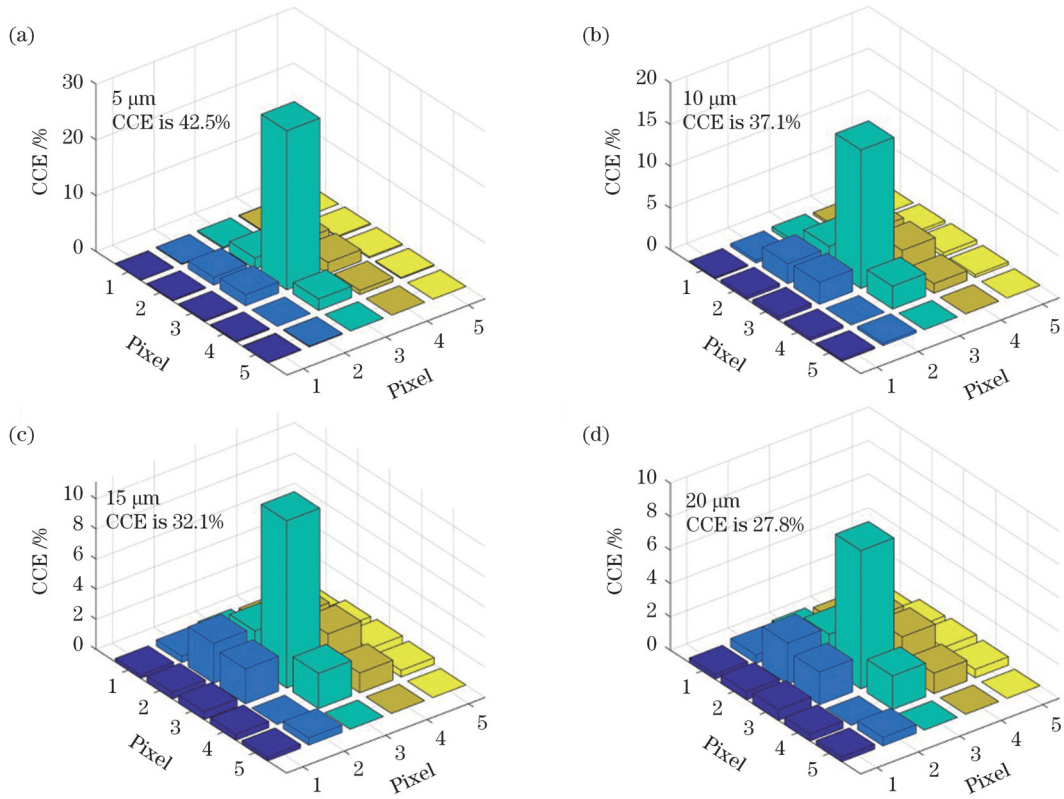 (a)
30
20
10
0
CCE /%
5 μm
CCE is 42.5%
1
2
3
4
5
Pixel
1
2
3
4
5
Pixel
(b)
20
15
10
5
0
CCE /%
10 μm
CCE is 37.1%
1
2
3
4
5
Pixel
1
2
3
4
5
Pixel
(c)
10
8
6
4
2
0
CCE /%
15 μm
CCE is 32.1%
1
2
3
4
5
Pixel
1
2
3
4
5
Pixel
(d)
10
8
6
4
2
0
CCE /%
20 μm
CCE is 27.8%
1
2
3
4
5
Pixel
1
2
3
4
5
Pixel